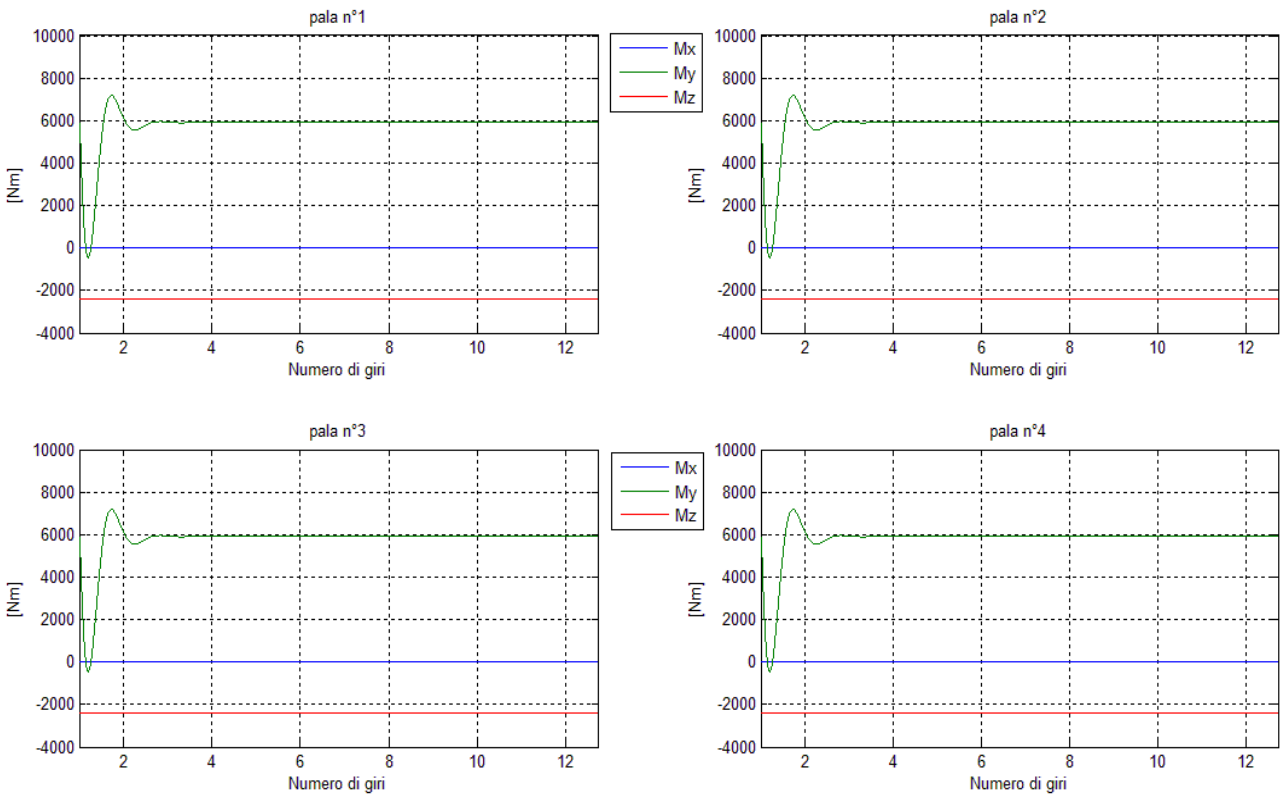 pala n°1
10000
8000
6000
4000
2000
0
-2000
-4000
[Nm]
2 4 6 8 10 12
Numero di giri
Mx
My
Mz
pala n°2
10000
8000
6000
4000
2000
0
-2000
-4000
[Nm]
2 4 6 8 10 12
Numero di giri
pala n°3
10000
8000
6000
4000
2000
0
-2000
-4000
[Nm]
2 4 6 8 10 12
Numero di giri
Mx
My
Mz
pala n°4
10000
8000
6000
4000
2000
0
-2000
-4000
[Nm]
2 4 6 8 10 12
Numero di giri